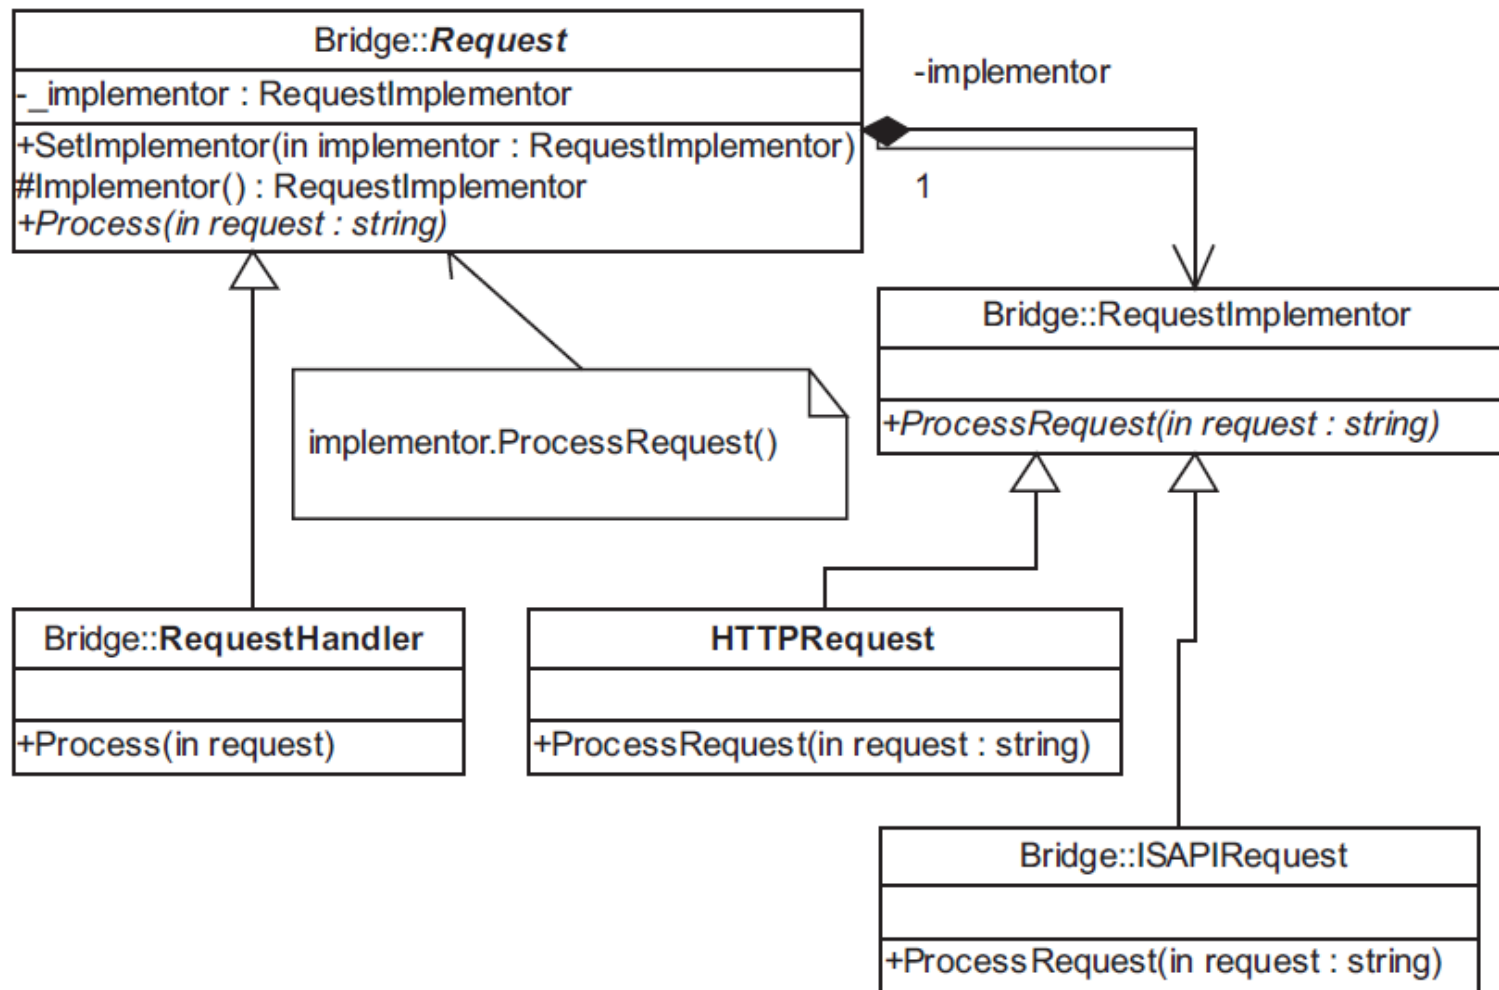 Bridge::Request
-_implementor : RequestImplementor
+SetImplementor(in implementor : RequestImplementor)
#Implementor() : RequestImplementor
+Process(in request : string)
-implementor
1
Bridge::RequestImplementor
+ProcessRequest(in request : string)
implementor.ProcessRequest()
Bridge::RequestHandler
+Process(in request)
HTTPRequest
+ProcessRequest(in request : string)
Bridge::ISAPIRequest
+ProcessRequest(in request : string)